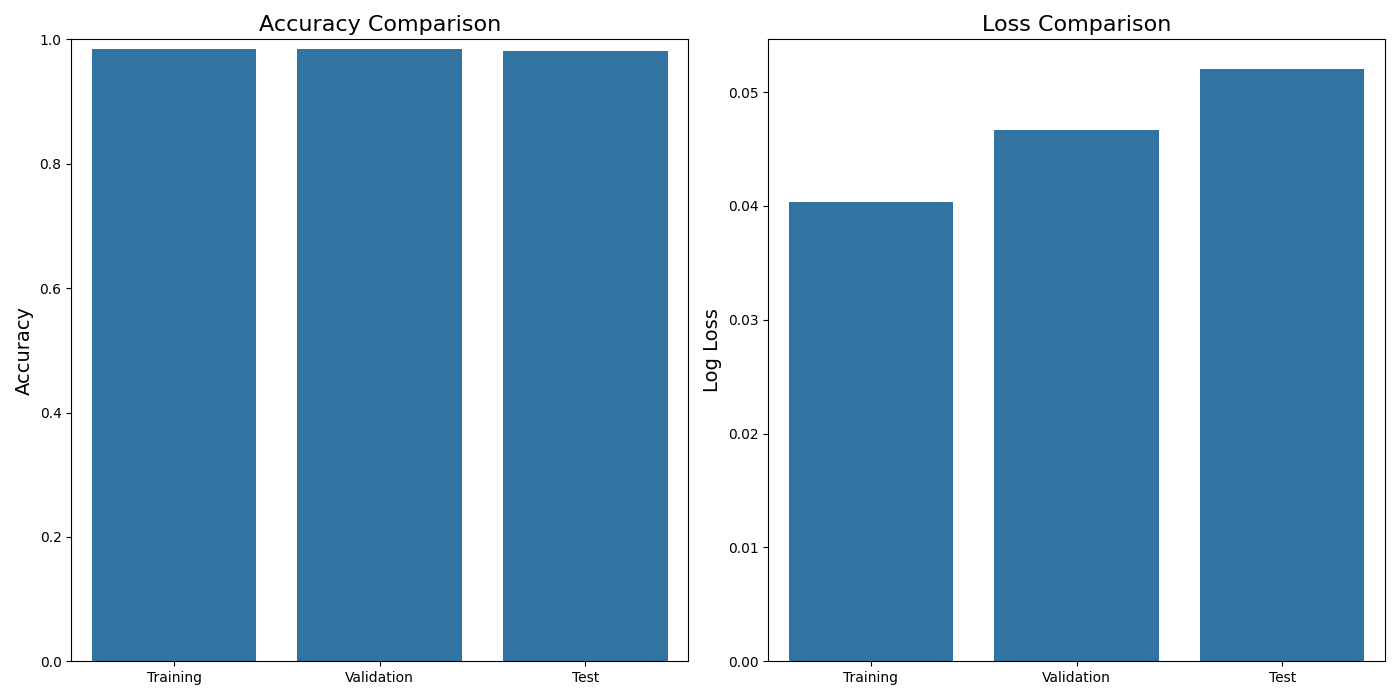 Accuracy Comparison
Accuracy
1.0
0.8
0.6
0.4
0.2
0.0
Training Validation Test
Loss Comparison
Log Loss
0.05
0.04
0.03
0.02
0.01
0.00
Training Validation Test